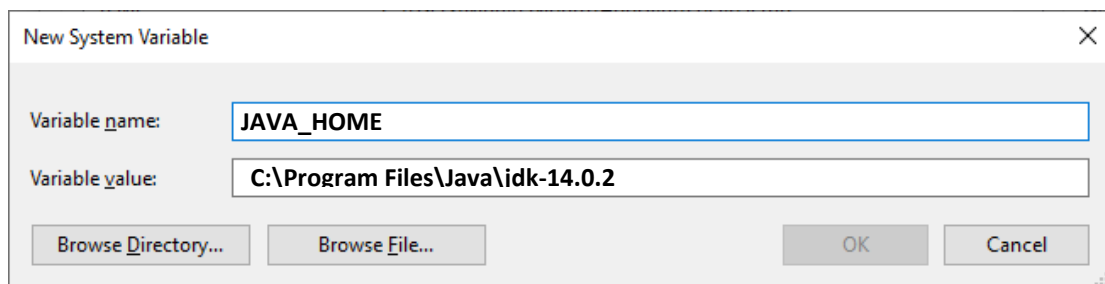 New System Variable
Variable name:
JAVA_HOME
Variable value:
C:\Program Files\Java\jdk-14.0.2
Browse Directory...
Browse File...
OK
Cancel